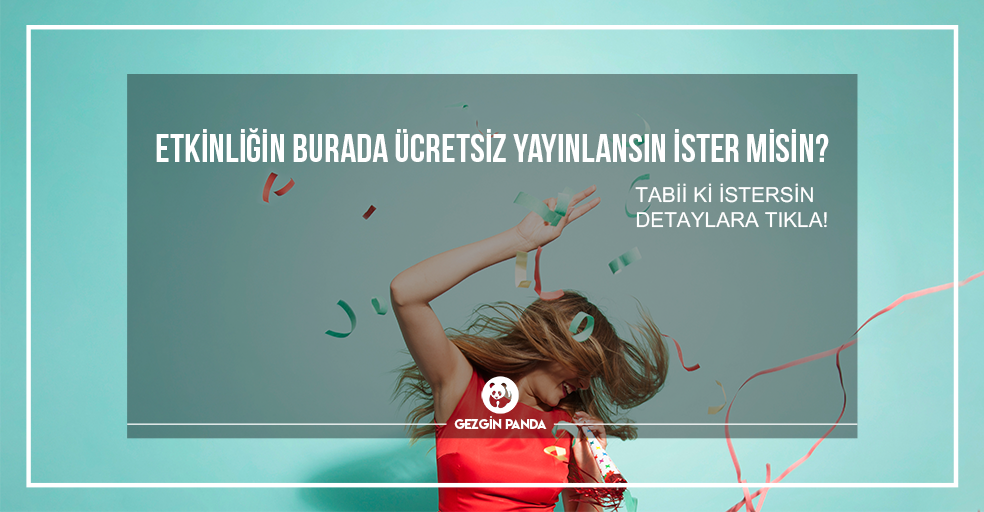 ETKİNLİĞİN BURADA ÜCRETSİZ YAYINLANSIN İSTER MİSİN?
TABİİ Kİ İSTERSİN
DETAYLARA TIKLA!
GEZGİN PANDA